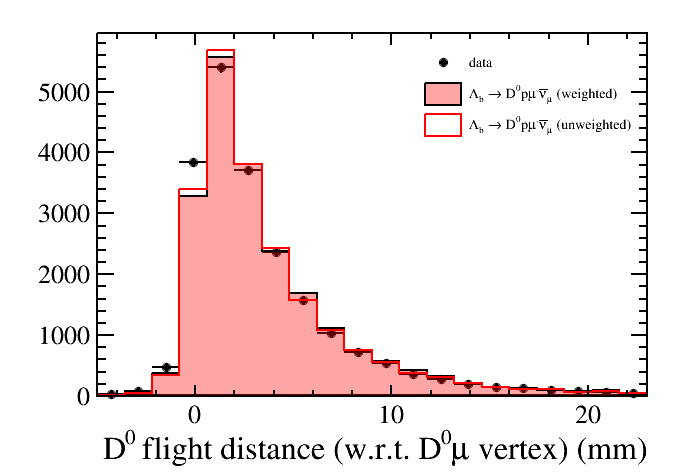 data
Λb → D⁰pμ ν̄μ (weighted)
Λb → D⁰pμ ν̄μ (unweighted)
5000
4000
3000
2000
1000
0
0 10 20
D⁰ flight distance (w.r.t. D⁰μ vertex) (mm)